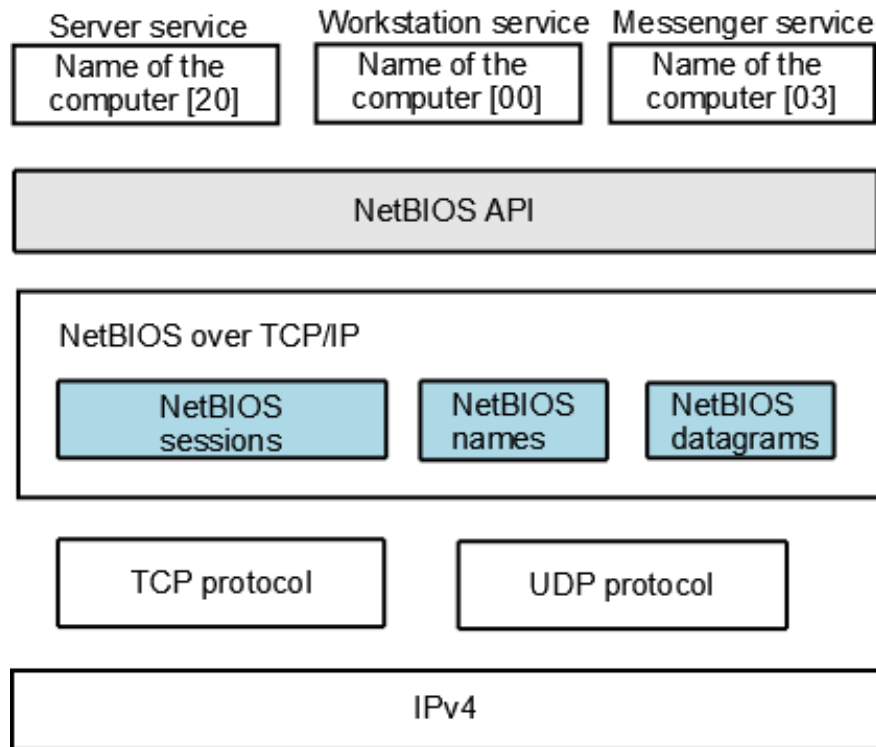 Server service
Workstation service
Messenger service
Name of the
computer [20]
Name of the
computer [00]
Name of the
computer [03]
NetBIOS API
NetBIOS over TCP/IP
NetBIOS
sessions
NetBIOS
names
NetBIOS
datagrams
TCP protocol
UDP protocol
IPv4